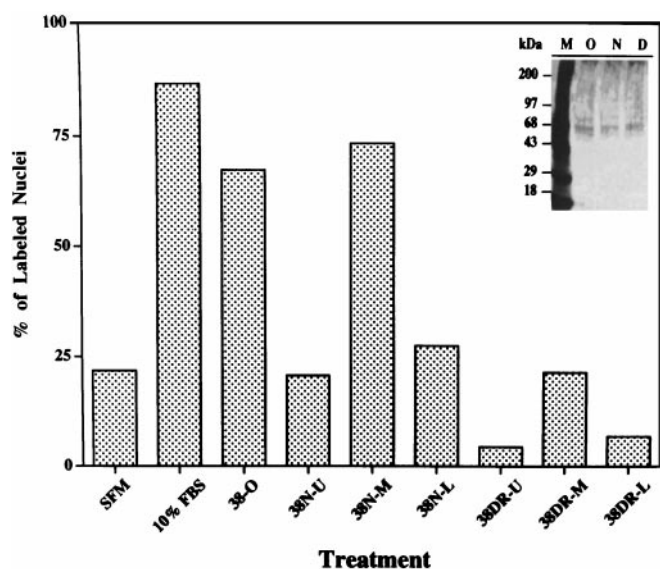 100
75
50
25
0
% of Labeled Nuclei
kDa M O N D
200
97
68
43
29
18
SFM 10% FBS 38-O 38N-U 38N-M 38N-L 38DR-U 38DR-M 38DR-L
Treatment